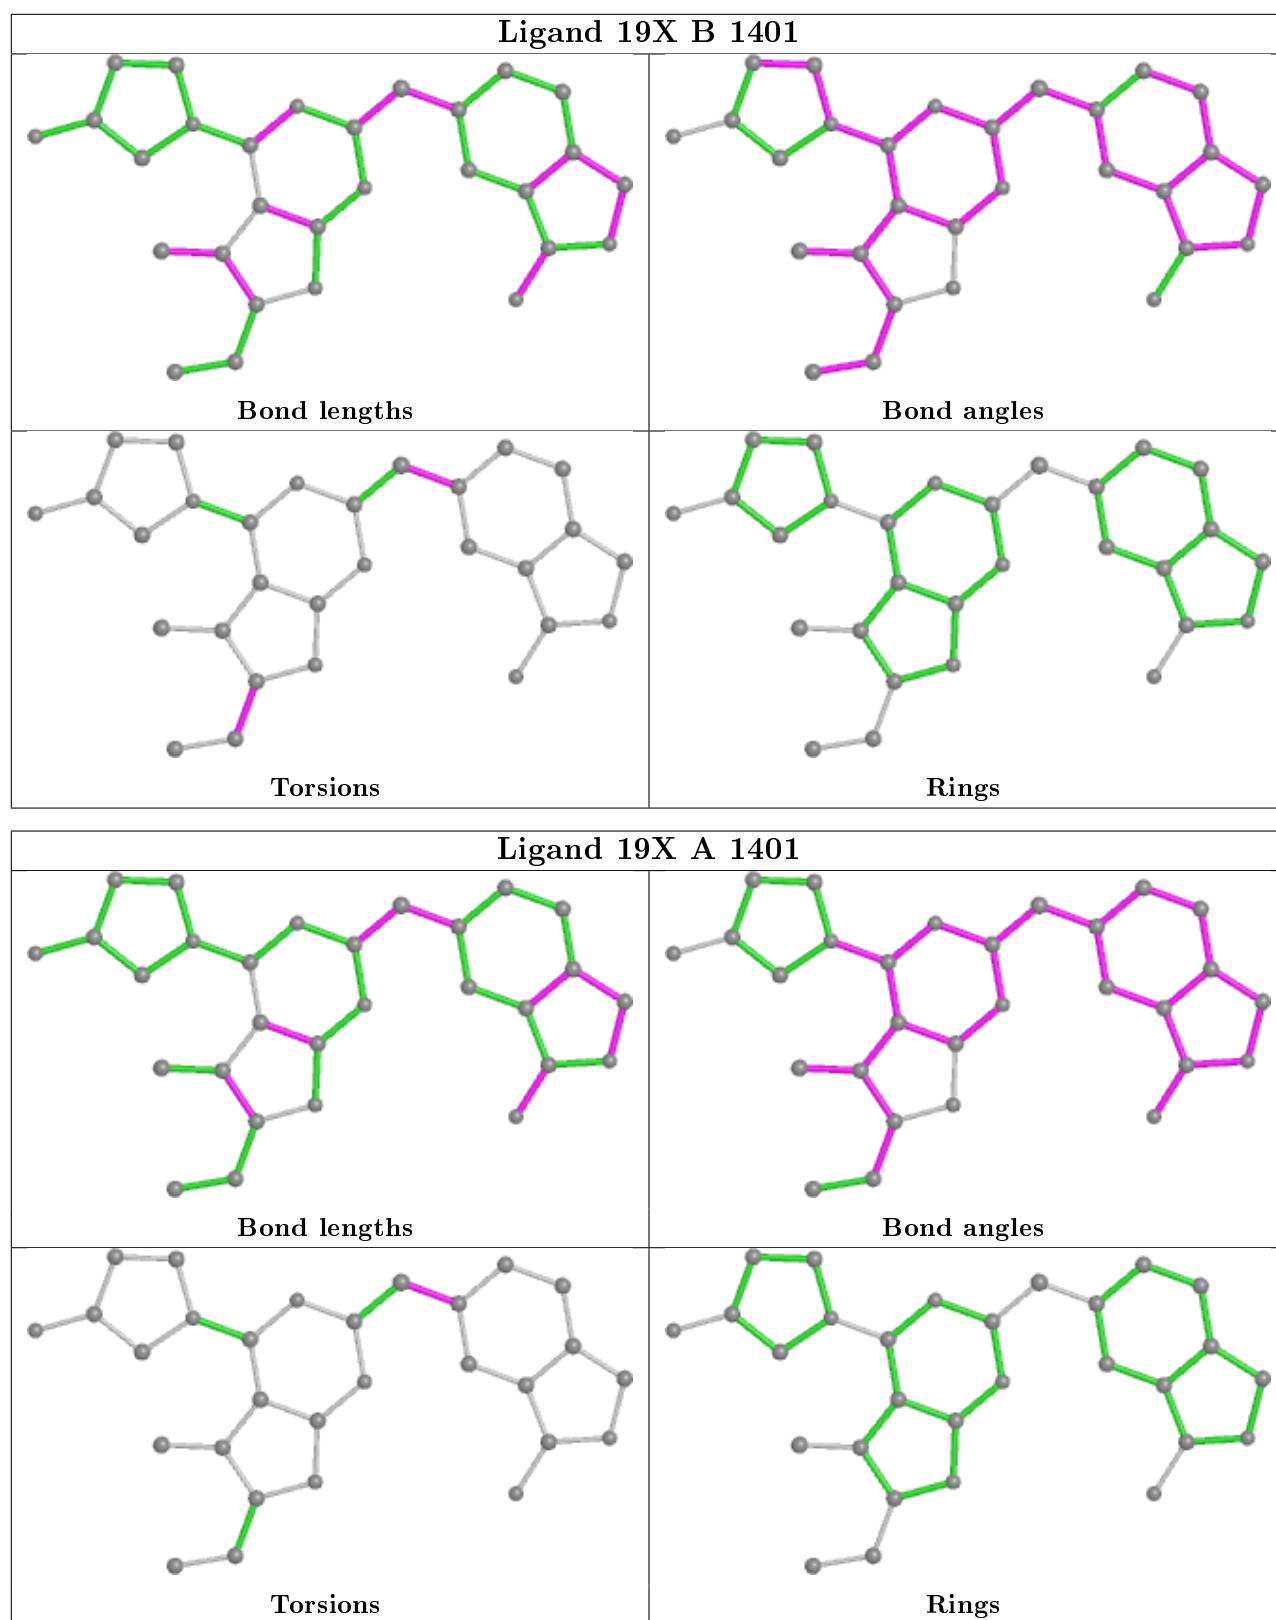 Ligand 19X B 1401
Bond lengths
Bond angles
Torsions
Rings
Ligand 19X A 1401
Bond lengths
Bond angles
Torsions
Rings